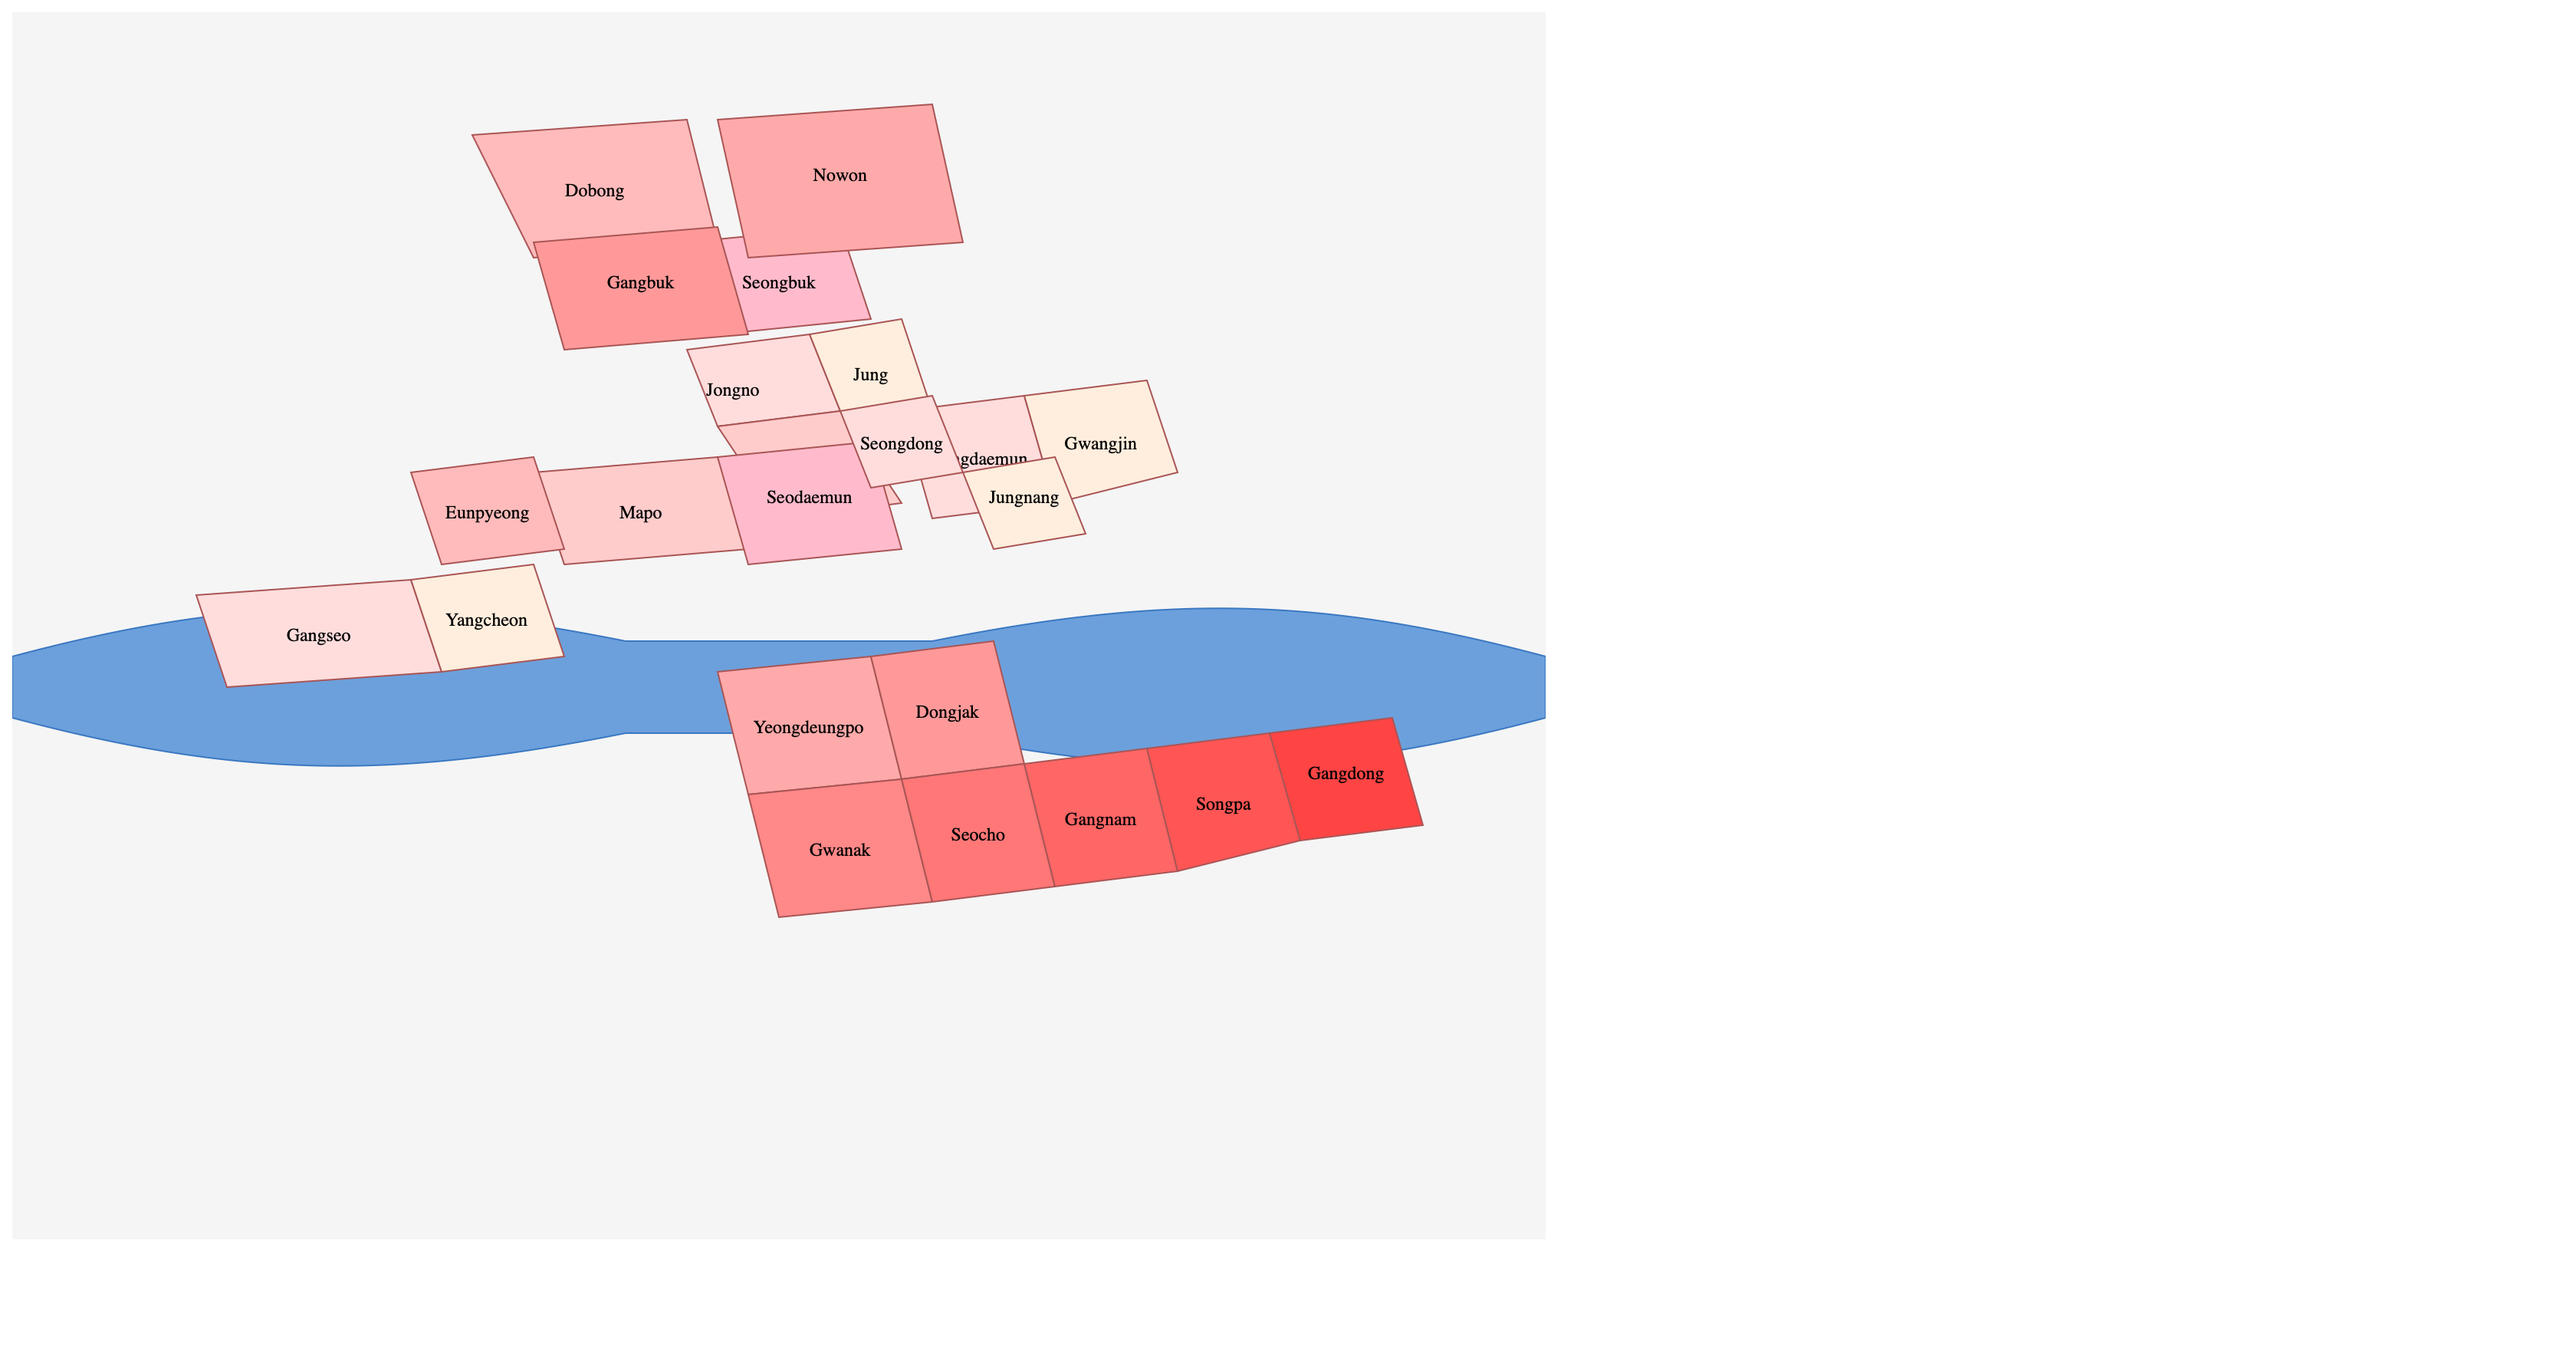 Nowon
Dobong
Gangbuk
Seongbuk
Jung
Jongno
Seongdong
gdaemun
Gwangjin
Seodaemun
Jungnang
Eunpyeong
Mapo
Yangcheon
Gangseo
Dongjak
Yeongdeungpo
Gangdong
Songpa
Gangnam
Seocho
Gwanak